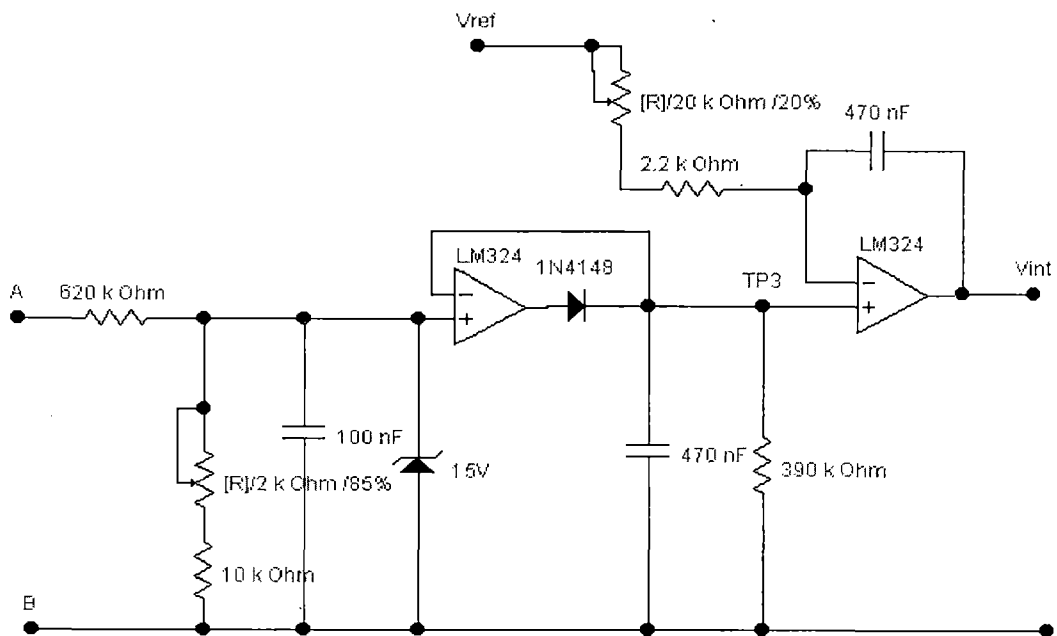 Vref
[R]/20 k Ohm /20%
470 nF
2.2 k Ohm
LM324
LM324
1N4148
TP3
Vint
A
620 k Ohm
-
+
-
+
100 nF
[R]/2 k Ohm /85%
15V
470 nF
390 k Ohm
10 k Ohm
B